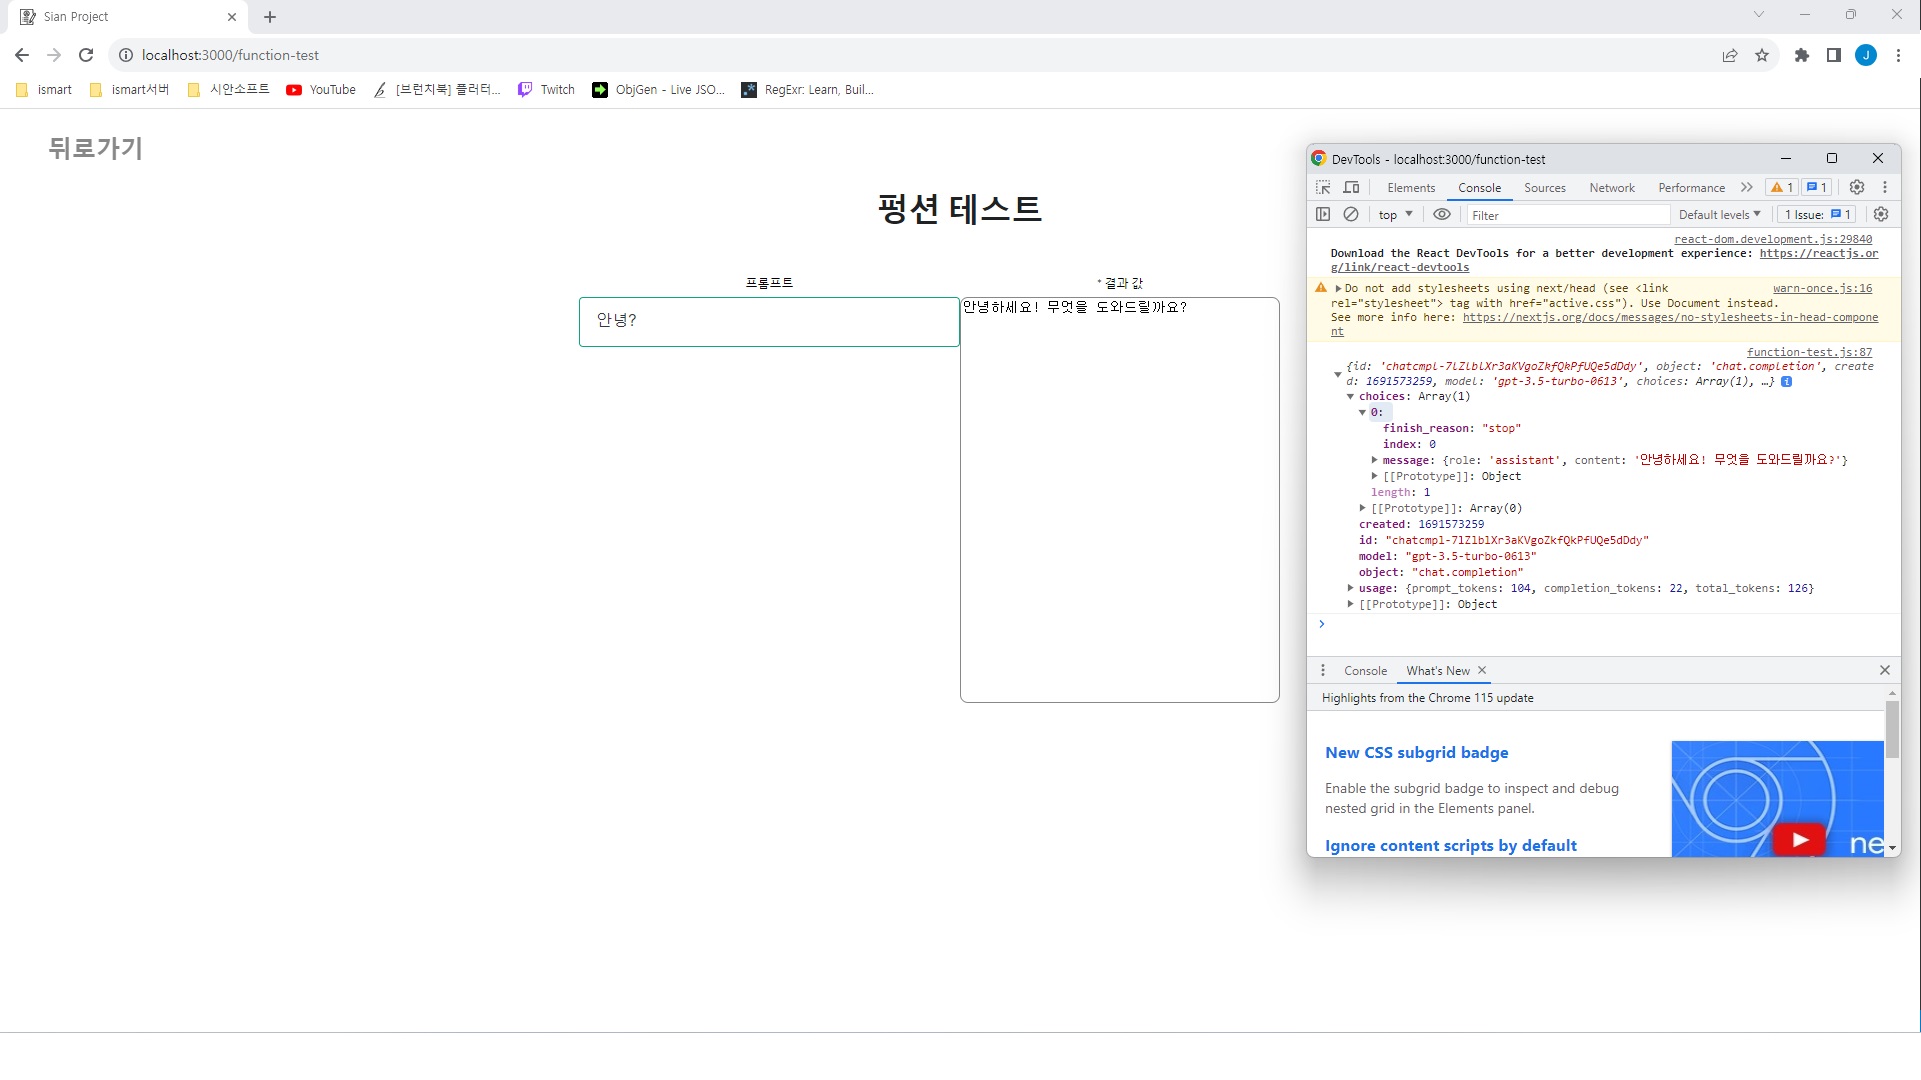 Sian Project
localhost:3000/function-test
J
ismart
ismart서버
시안소프트
YouTube
[브런치북] 플러터...
Twitch
ObjGen - Live JSO...
RegExr: Learn, Buil...
뒤로가기
펑션 테스트
프롬프트
* 결과 값
안녕?
안녕하세요! 무엇을 도와드릴까요?
DevTools - localhost:3000/function-test
Elements Console Sources Network Performance 1 1
top Filter Default levels 1 Issue: 1
react-dom.development.js:29840
Download the React DevTools for a better development experience: https://reactjs.or
g/link/react-devtools
Do not add stylesheets using next/head (see <link warn-once.js:16
rel="stylesheet"> tag with href="active.css"). Use Document instead.
See more info here: https://nextjs.org/docs/messages/no-stylesheets-in-head-compone
nt
function-test.js:87
{id: 'chatcmpl-7lZlblXr3aKVgoZkfQkPfUQe5dDdy', object: 'chat.completion', create
d: 1691573259, model: 'gpt-3.5-turbo-0613', choices: Array(1), …}
choices: Array(1)
0:
finish_reason: "stop"
index: 0
message: {role: 'assistant', content: '안녕하세요! 무엇을 도와드릴까요?'}
[[Prototype]]: Object
length: 1
[[Prototype]]: Array(0)
created: 1691573259
id: "chatcmpl-7lZlblXr3aKVgoZkfQkPfUQe5dDdy"
model: "gpt-3.5-turbo-0613"
object: "chat.completion"
usage: {prompt_tokens: 104, completion_tokens: 22, total_tokens: 126}
[[Prototype]]: Object
Console What's New
Highlights from the Chrome 115 update
New CSS subgrid badge
Enable the subgrid badge to inspect and debug
nested grid in the Elements panel.
ne
Ignore content scripts by default